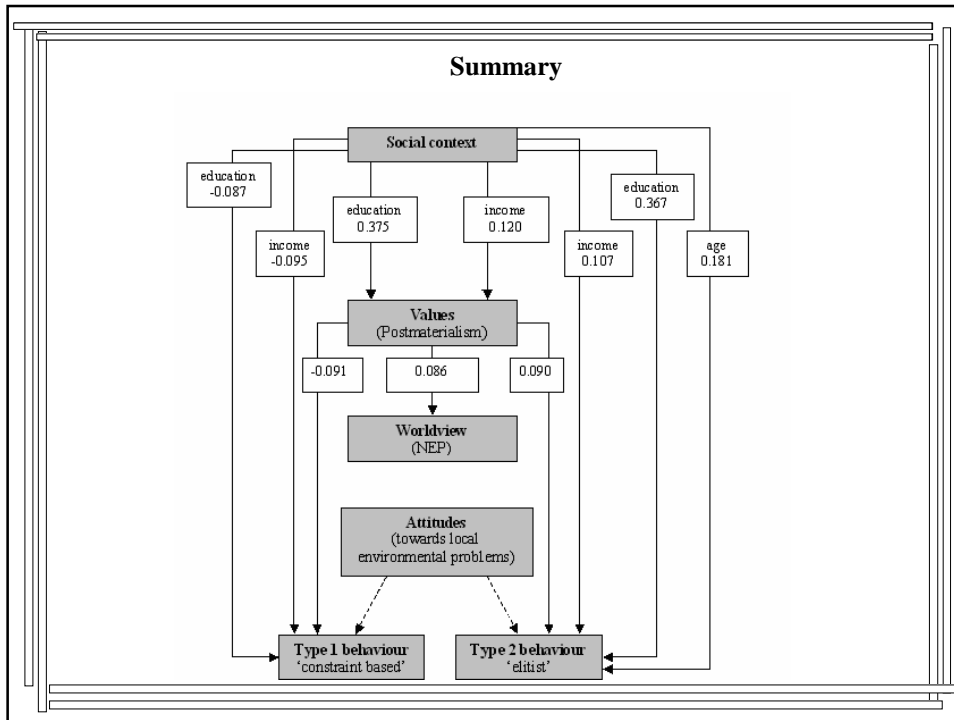 Summary
Social context
education
-0.087
education
0.375
income
0.120
education
0.367
income
-0.095
income
0.107
age
0.181
Values
(Postmaterialism)
-0.091
0.086
0.090
Worldview
(NEP)
Attitudes
(towards local
environmental problems)
Type 1 behaviour
‘constraint based’
Type 2 behaviour
‘elitist’